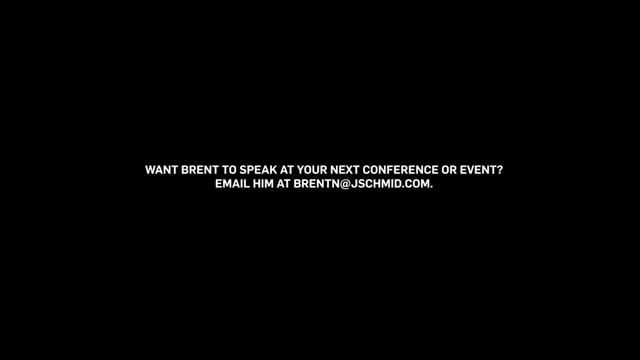 WANT BRENT TO SPEAK AT YOUR NEXT CONFERENCE OR EVENT?
EMAIL HIM AT BRENTN@JSCHMID.COM.